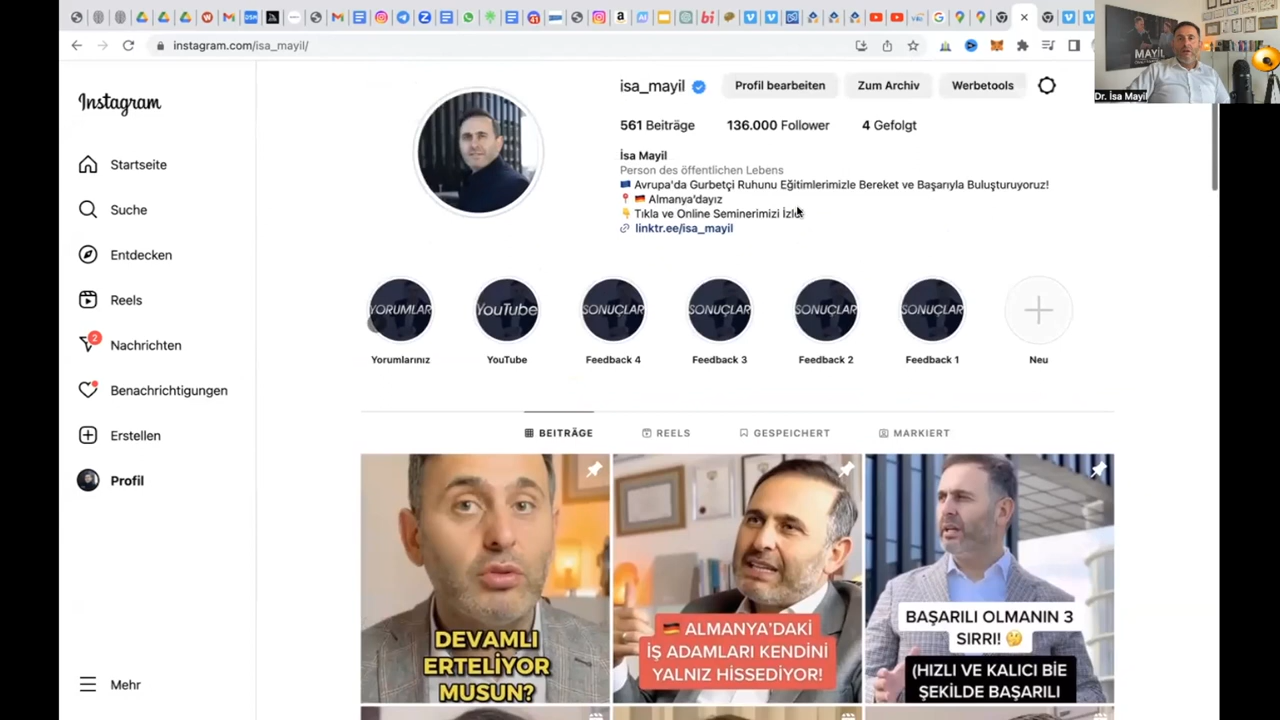 instagram.com/isa_mayil/
MAYIL
Dr. İsa Mayil
Instagram
Startseite
Suche
Entdecken
Reels
2
Nachrichten
Benachrichtigungen
Erstellen
Profil
Mehr
isa_mayil
Profil bearbeiten
Zum Archiv
Werbetools
561 Beiträge
136.000 Follower
4 Gefolgt
İsa Mayil
Person des öffentlichen Lebens
Avrupa'da Gurbetçi Ruhunu Eğitimlerimizle Bereket ve Başarıyla Buluşturuyoruz!
Almanya'dayız
Tıkla ve Online Seminerimizi İzle
linktr.ee/isa_mayil
YORUMLAR
YouTube
SONUÇLAR
SONUÇLAR
SONUÇLAR
SONUÇLAR
Yorumlarınız
YouTube
Feedback 4
Feedback 3
Feedback 2
Feedback 1
Neu
BEITRÄGE
REELS
GESPEICHERT
MARKIERT
DEVAMLI
ERTELİYOR
MUSUN?
ALMANYA'DAKİ
İŞ ADAMLARI KENDİNİ
YALNIZ HİSSEDİYOR!
BAŞARILI OLMANIN 3
SIRRI!
(HIZLI VE KALICI BİE
ŞEKİLDE BAŞARILI